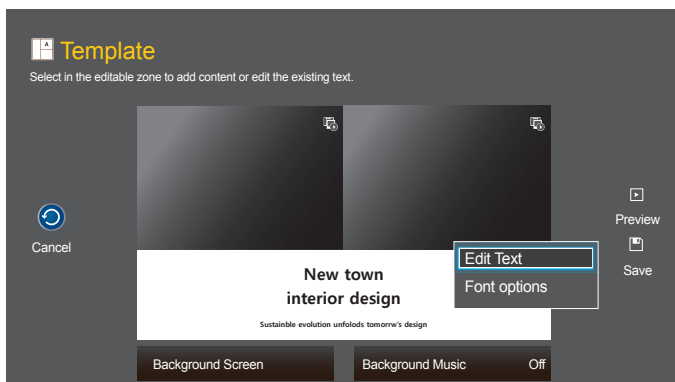 Template
Select in the editable zone to add content or edit the existing text.
Cancel
New town
interior design
Sustainble evolution unfolods tomorrw's design
Edit Text
Font options
Preview
Save
Background Screen
Background Music Off